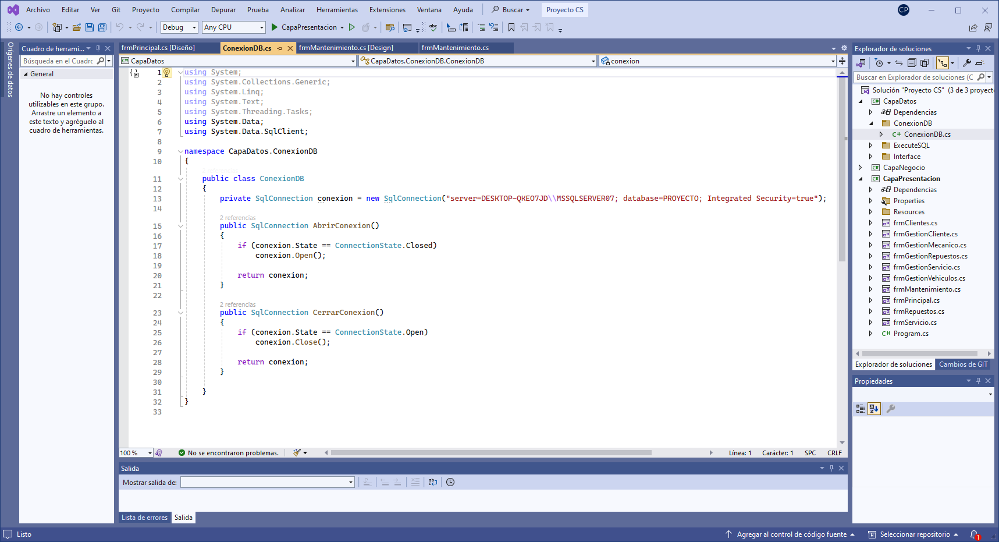 Archivo Editar Ver Git Proyecto Compilar Depurar Prueba Analizar Herramientas Extensiones Ventana Ayuda Buscar Proyecto CS CP
Debug Any CPU CapaPresentacion
Orígenes de datos
Cuadro de herrami...
Búsqueda en el Cuadrc
General
No hay controles
utilizables en este grupo.
Arrastre un elemento a
este texto y agréguelo al
cuadro de herramientas.
frmPrincipal.cs [Diseño] ConexionDB.cs frmMantenimiento.cs [Design] frmMantenimiento.cs
CapaDatos CapaDatos.ConexionDB.ConexionDB conexion
1 using System;
2 using System.Collections.Generic;
3 using System.Linq;
4 using System.Text;
5 using System.Threading.Tasks;
6 using System.Data;
7 using System.Data.SqlClient;
8
9 namespace CapaDatos.ConexionDB
10 {
2 referencias
11 public class ConexionDB
12 {
13 private SqlConnection conexion = new SqlConnection("server=DESKTOP-QKEO7JD\\MSSQLSERVER07; database=PROYECTO; Integrated Security=true");
14
2 referencias
15 public SqlConnection AbrirConexion()
16 {
17 if (conexion.State == ConnectionState.Closed)
18 conexion.Open();
19
20 return conexion;
21 }
22
2 referencias
23 public SqlConnection CerrarConexion()
24 {
25 if (conexion.State == ConnectionState.Open)
26 conexion.Close();
27
28 return conexion;
29 }
30
31 }
32 }
33
100 % No se encontraron problemas. Línea: 1 Carácter: 1 SPC CRLF
Salida
Mostrar salida de:
Lista de errores Salida
Explorador de soluciones
Buscar en Explorador de soluciones (C
Solución "Proyecto CS" (3 de 3 proyect
CapaDatos
Dependencias
ConexionDB
C# ConexionDB.cs
ExecuteSQL
Interface
CapaNegocio
CapaPresentacion
Dependencias
Properties
Resources
frmClientes.cs
frmGestionCliente.cs
frmGestionMecanico.cs
frmGestionRepuestos.cs
frmGestionServicio.cs
frmGestionVehiculos.cs
frmMantenimiento.cs
frmPrincipal.cs
frmRepuestos.cs
frmServicio.cs
C# Program.cs
Explorador de soluciones Cambios de GIT
Propiedades
Listo Agregar al control de código fuente Seleccionar repositorio 1